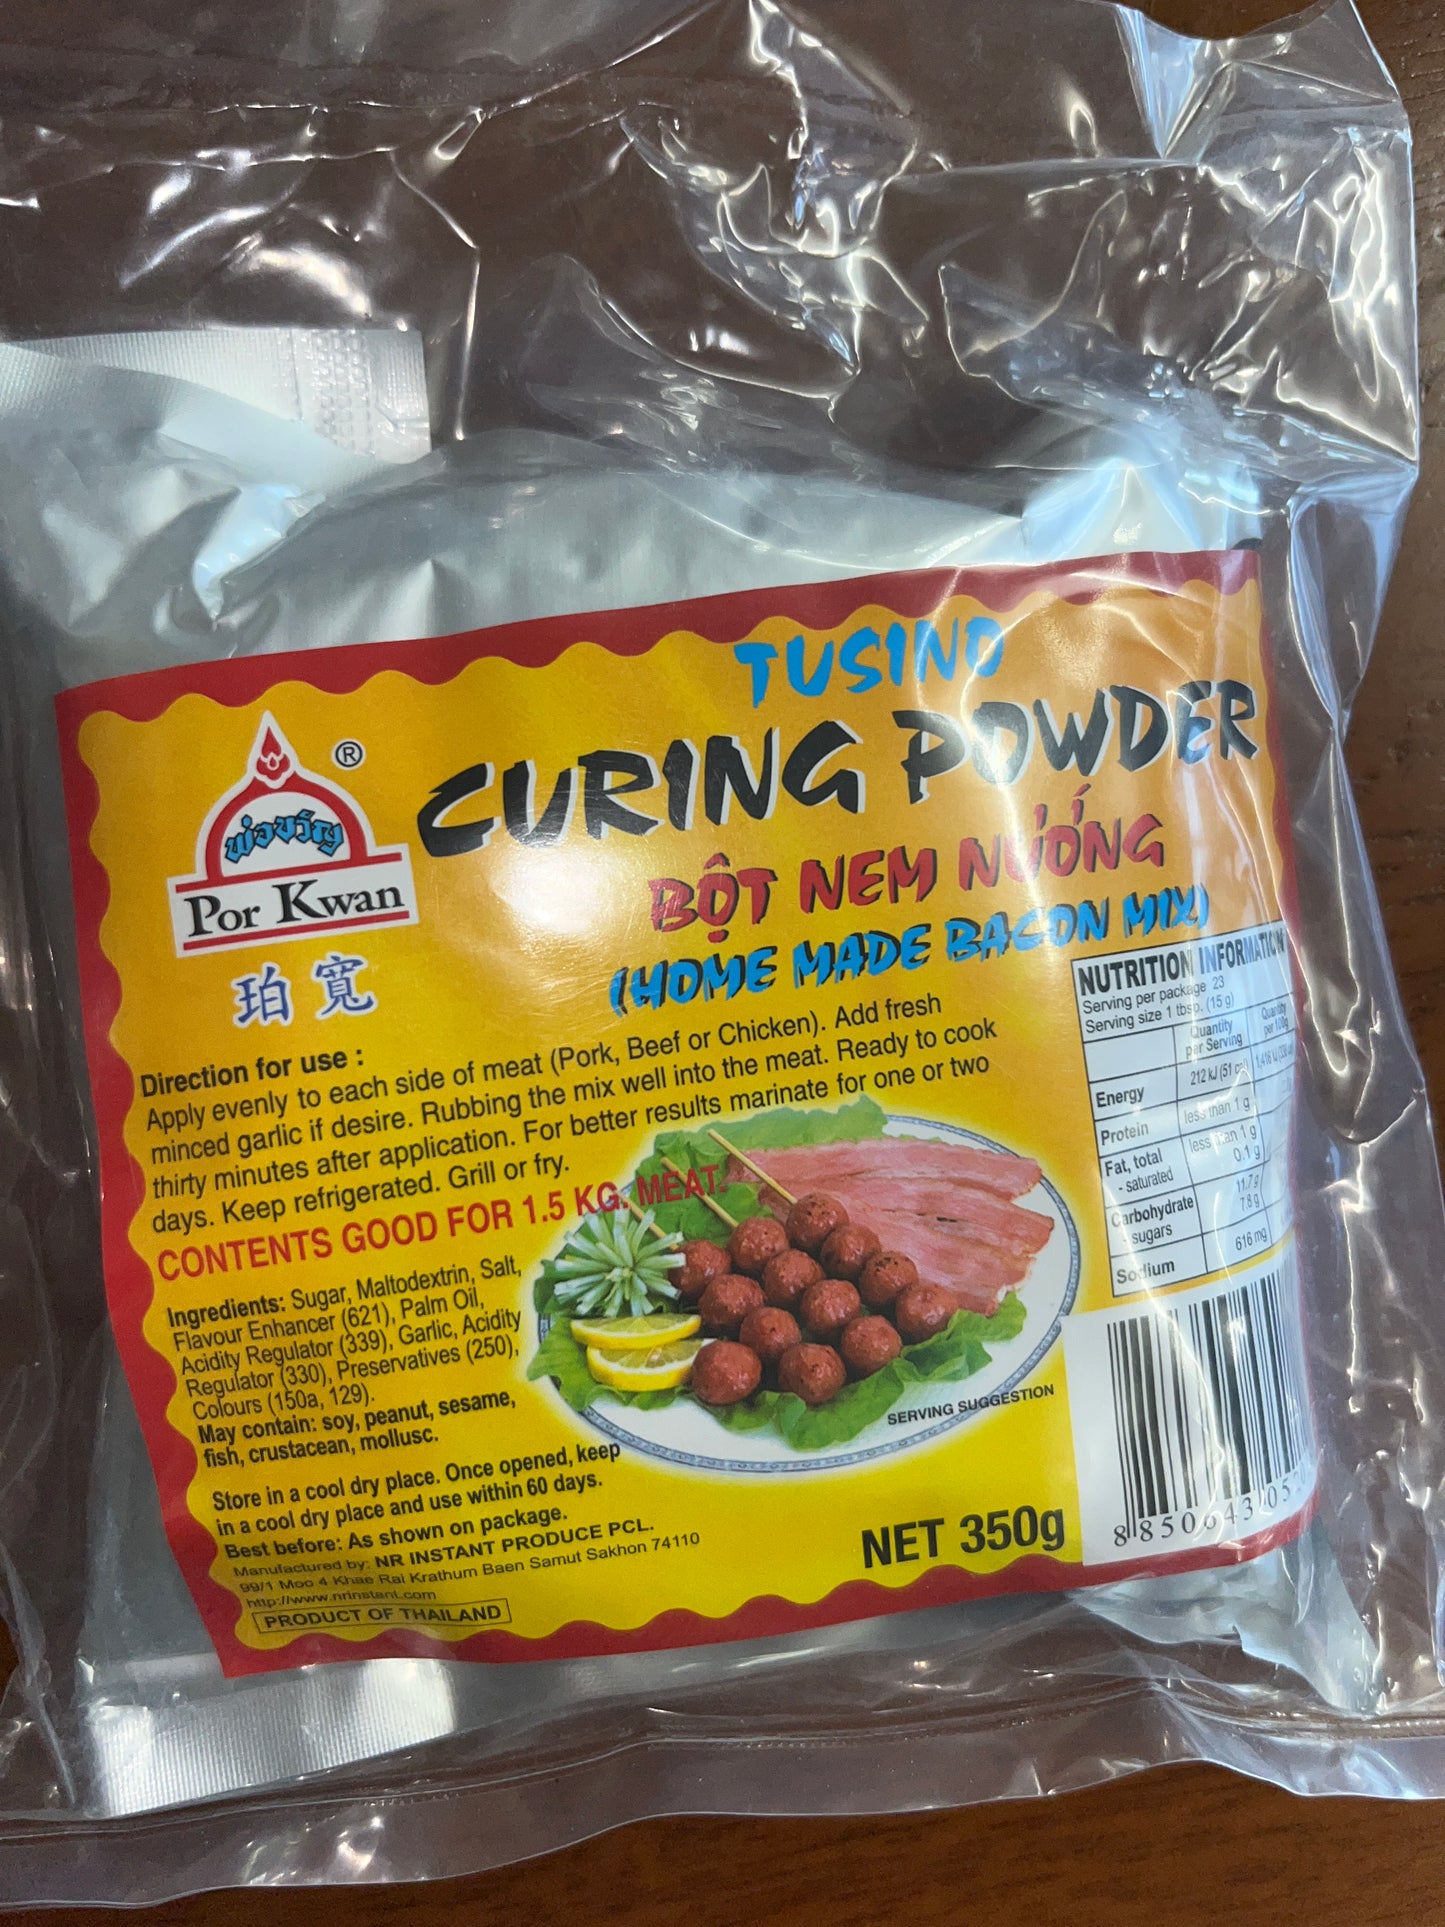 TUSINO
CURING POWDER
BỘT NEM NƯỚNG
(HOME MADE BACON MIX)
®
พ่อขวัญ
Por Kwan
珀寬
Direction for use :
Apply evenly to each side of meat (Pork, Beef or Chicken). Add fresh
minced garlic if desire. Rubbing the mix well into the meat. Ready to cook
thirty minutes after application. For better results marinate for one or two
days. Keep refrigerated. Grill or fry.
CONTENTS GOOD FOR 1.5 KG. MEAT.
Ingredients: Sugar, Maltodextrin, Salt,
Flavour Enhancer (621), Palm Oil,
Acidity Regulator (339), Garlic, Acidity
Regulator (330), Preservatives (250),
Colours (150a, 129).
May contain: soy, peanut, sesame,
fish, crustacean, mollusc.
Store in a cool dry place. Once opened, keep
in a cool dry place and use within 60 days.
Best before: As shown on package.
Manufactured by: NR INSTANT PRODUCE PCL.
99/1 Moo 4 Khae Rai Krathum Baen Samut Sakhon 74110
http://www.nrinstant.com
PRODUCT OF THAILAND
SERVING SUGGESTION
NET 350g
NUTRITION INFORMATION
Serving per package 23
Serving size 1 tbsp. (15 g)
Quantity per Serving Quantity per 100g
Energy 212 kJ (51 cal)
Protein less than 1 g
Fat, total less than 1 g
- saturated 0.1 g
Carbohydrate 11.7 g
- sugars 7.8 g
Sodium 616 mg
8 850643 052